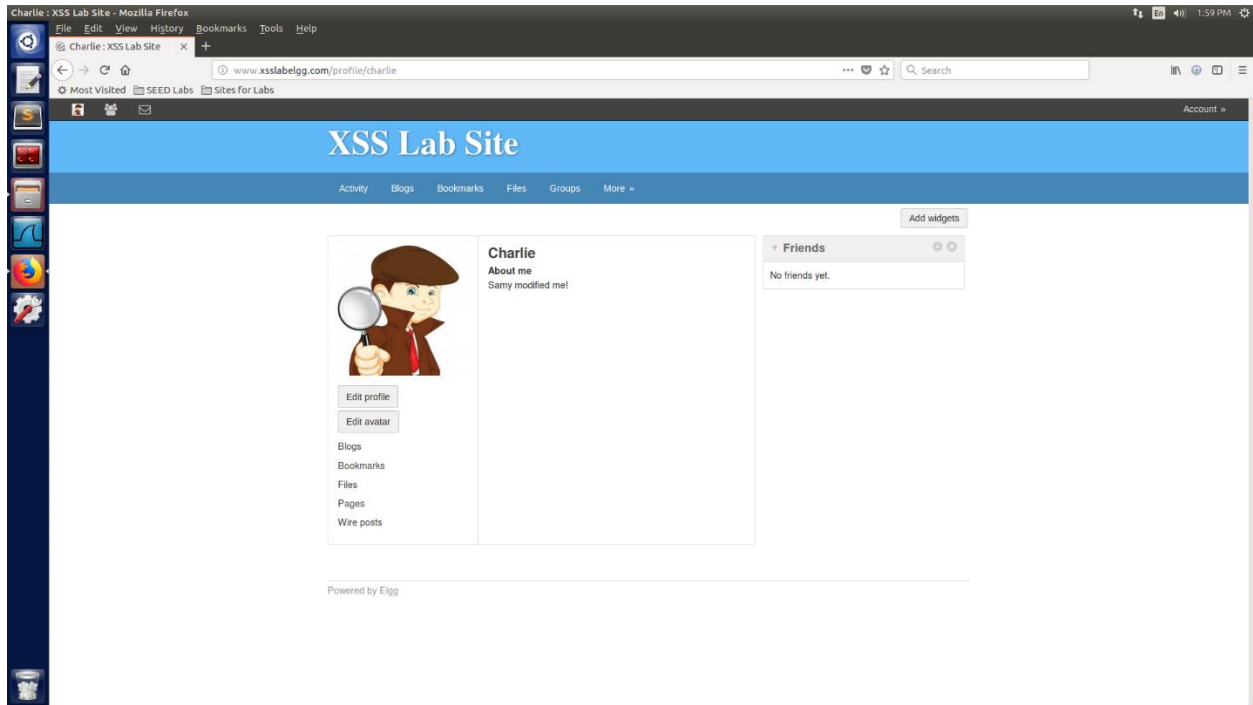 Charlie : XSS Lab Site - Mozilla Firefox
En 1:59 PM
File Edit View History Bookmarks Tools Help
Charlie : XSS Lab Site × +
www.xsslabelgg.com/profile/charlie
Search
Most Visited SEED Labs Sites for Labs
Account »
XSS Lab Site
Activity Blogs Bookmarks Files Groups More »
Add widgets
Charlie
About me
Samy modified me!
Friends
No friends yet.
Edit profile
Edit avatar
Blogs
Bookmarks
Files
Pages
Wire posts
Powered by Elgg